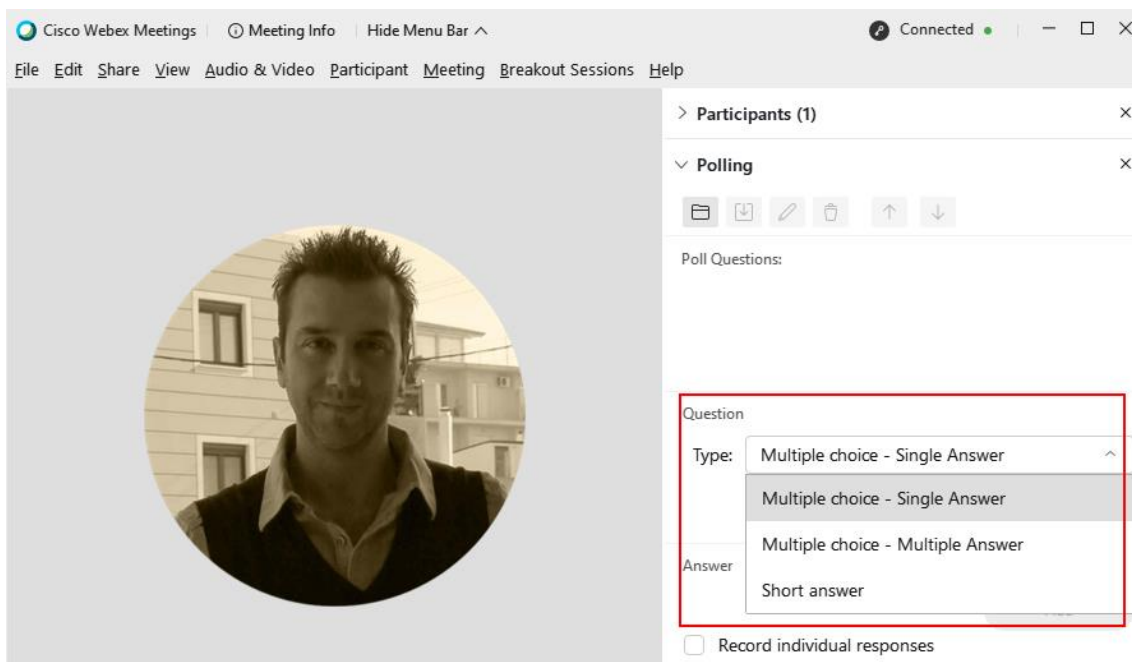 Cisco Webex Meetings Meeting Info Hide Menu Bar Connected
File Edit Share View Audio & Video Participant Meeting Breakout Sessions Help
Participants (1)
Polling
Poll Questions:
Question
Type: Multiple choice - Single Answer
Multiple choice - Single Answer
Multiple choice - Multiple Answer
Answer
Short answer
Record individual responses